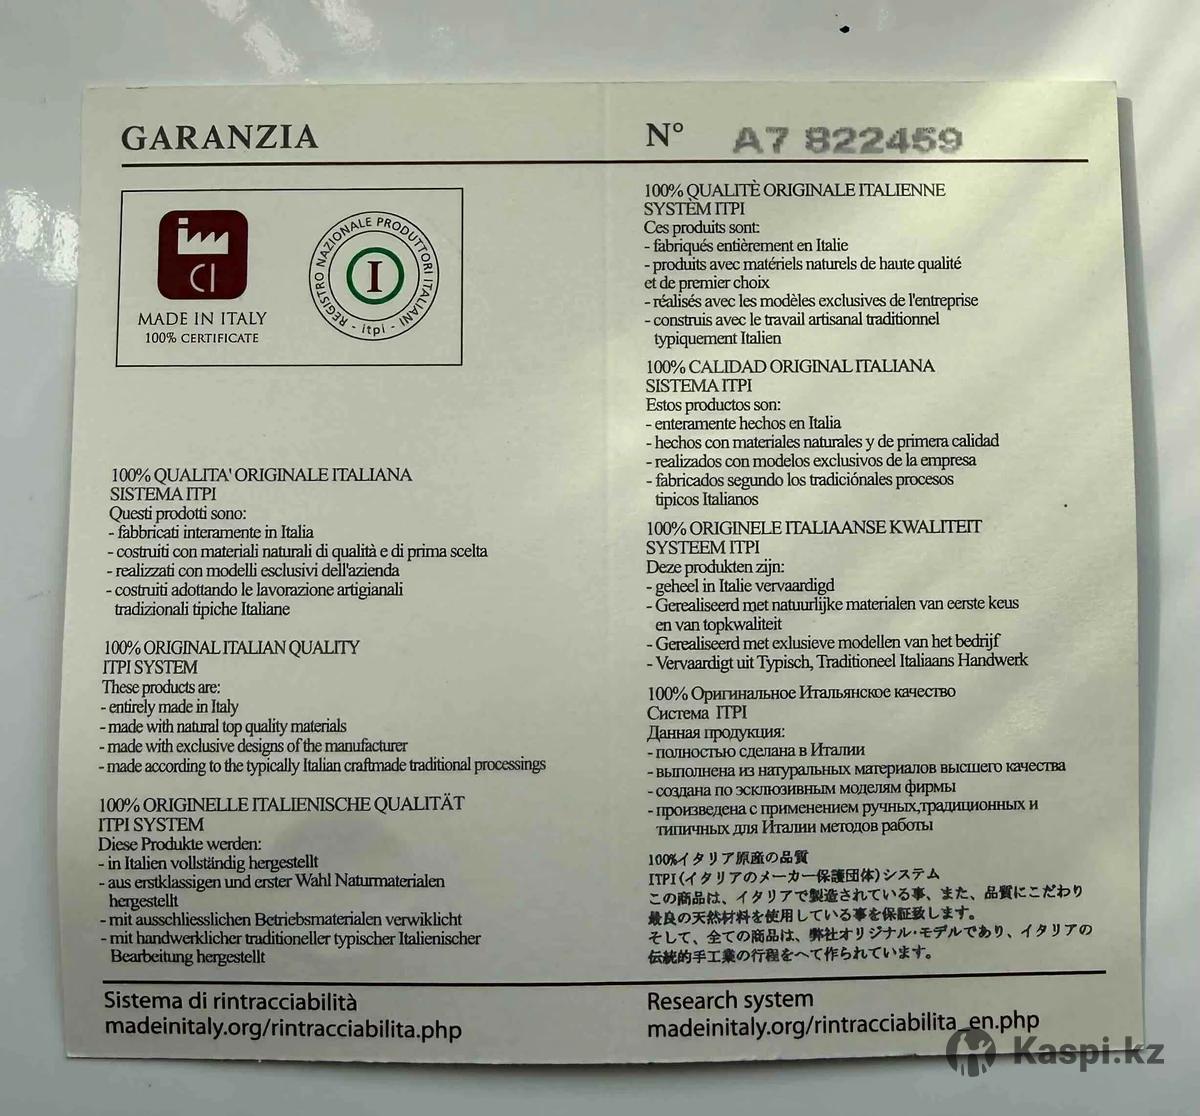 GARANZIA
N° A7 822459
CI
MADE IN ITALY
100% CERTIFICATE
REGISTRO NAZIONALE PRODUTTORI ITALIANI
- itpi -
I
100% QUALITA' ORIGINALE ITALIANA
SISTEMA ITPI
Questi prodotti sono:
- fabbricati interamente in Italia
- costruiti con materiali naturali di qualità e di prima scelta
- realizzati con modelli esclusivi dell'azienda
- costruiti adottando le lavorazione artigianali
tradizionali tipiche Italiane
100% ORIGINAL ITALIAN QUALITY
ITPI SYSTEM
These products are:
- entirely made in Italy
- made with natural top quality materials
- made with exclusive designs of the manufacturer
- made according to the typically Italian craftmade traditional processings
100% ORIGINELLE ITALIENISCHE QUALITÄT
ITPI SYSTEM
Diese Produkte werden:
- in Italien vollständig hergestellt
- aus erstklassigen und erster Wahl Naturmaterialen
hergestellt
- mit ausschliesslichen Betriebsmaterialen verwiklicht
- mit handwerklicher traditioneller typischer Italienischer
Bearbeitung hergestellt
Sistema di rintracciabilità
madeinitaly.org/rintracciabilita.php
100% QUALITÈ ORIGINALE ITALIENNE
SYSTÈM ITPI
Ces produits sont:
- fabriqués entièrement en Italie
- produits avec matériels naturels de haute qualité
et de premier choix
- réalisés avec les modèles exclusives de l'entreprise
- construis avec le travail artisanal traditionnel
typiquement Italien
100% CALIDAD ORIGINAL ITALIANA
SISTEMA ITPI
Estos productos son:
- enteramente hechos en Italia
- hechos con materiales naturales y de primera calidad
- realizados con modelos exclusivos de la empresa
- fabricados segundo los tradiciónales procesos
tipicos Italianos
100% ORIGINELE ITALIAANSE KWALITEIT
SYSTEEM ITPI
Deze produkten zijn:
- geheel in Italie vervaardigd
- Gerealiseerd met natuurlijke materialen van eerste keus
en van topkwaliteit
- Gerealiseerd met exlusieve modellen van het bedrijf
- Vervaardigt uit Typisch, Traditioneel Italiaans Handwerk
100% Оригинальное Итальянское качество
Система ITPI
Данная продукция:
- полностью сделана в Италии
- выполнена из натуральных материалов высшего качества
- создана по эсклюзивным моделям фирмы
- произведена с применением ручных,традиционных и
типичных для Италии методов работы
100%イタリア原産の品質
ITPI(イタリアのメーカー保護団体)システム
この商品は、イタリアで製造されている事、また、品質にこだわり
最良の天然材料を使用している事を保証致します。
そして、全ての商品は、弊社オリジナル・モデルであり、イタリアの
伝統的手工業の行程をへて作られています。
Research system
madeinitaly.org/rintracciabilita_en.php
Kaspi.kz